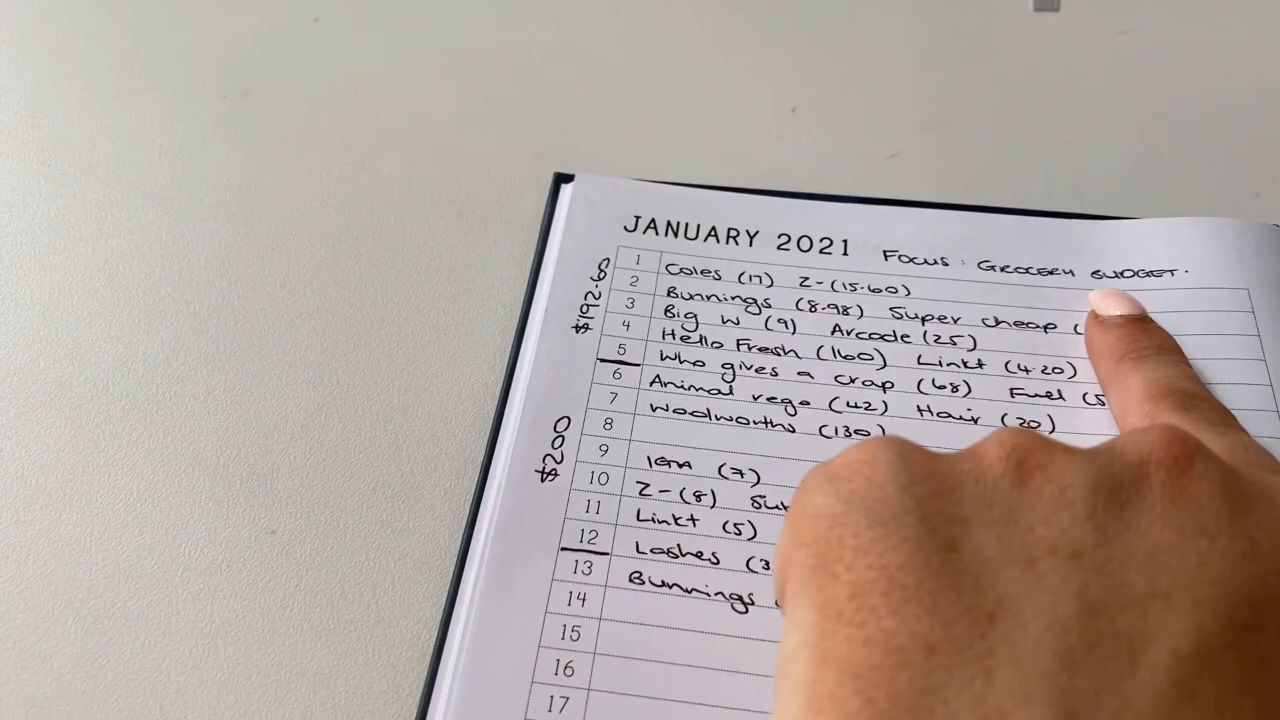 JANUARY 2021 FOCUS: GROCERY BUDGET.
$192.60
1 Coles (17) Z-(15.60)
2 Bunnings (8.98) Super cheap (
3 Big W (9) Arcade (25)
4 Hello Fresh (160) Linkt (4.20)
5 Who gives a crap (68) Fuel (5
6 Animal rego (42) Hair (20)
7 Woolworths (130)
$200
8
9 IGA (7)
10 Z-(8)
11 Linkt (5)
12 Lashes (3
13 Bunnings (
14
15
16
17